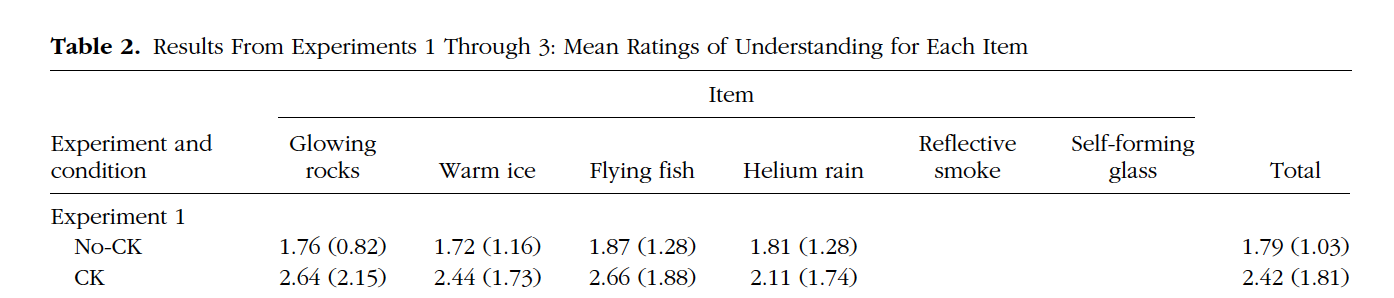 Table 2. Results From Experiments 1 Through 3: Mean Ratings of Understanding for Each Item
Item
Experiment and condition Glowing rocks Warm ice Flying fish Helium rain Reflective smoke Self-forming glass Total
Experiment 1
No-CK 1.76 (0.82) 1.72 (1.16) 1.87 (1.28) 1.81 (1.28) 1.79 (1.03)
CK 2.64 (2.15) 2.44 (1.73) 2.66 (1.88) 2.11 (1.74) 2.42 (1.81)